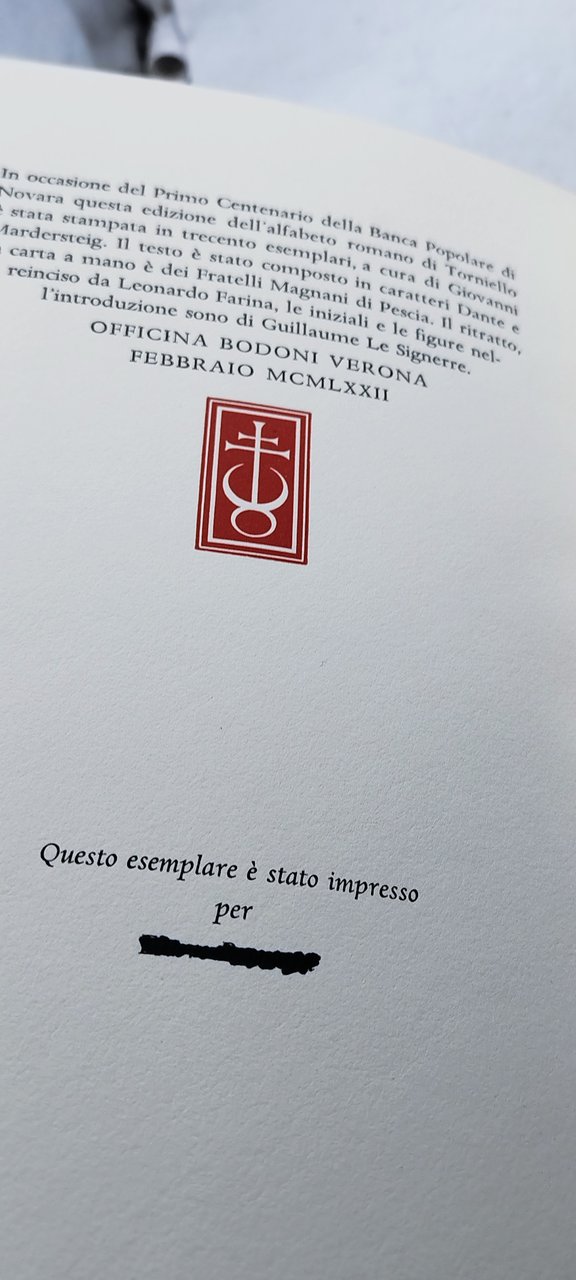 In occasione del Primo Centenario della Banca Popolare di
Novara questa edizione dell'alfabeto romano di Torniello
è stata stampata in trecento esemplari, a cura di Giovanni
Mardersteig. Il testo è stato composto in caratteri Dante e
carta a mano è dei Fratelli Magnani di Pescia. Il ritratto,
reinciso da Leonardo Farina, le iniziali e le figure nel-
l'introduzione sono di Guillaume Le Signerre.
OFFICINA BODONI VERONA
FEBBRAIO MCMLXXII
Questo esemplare è stato impresso
per